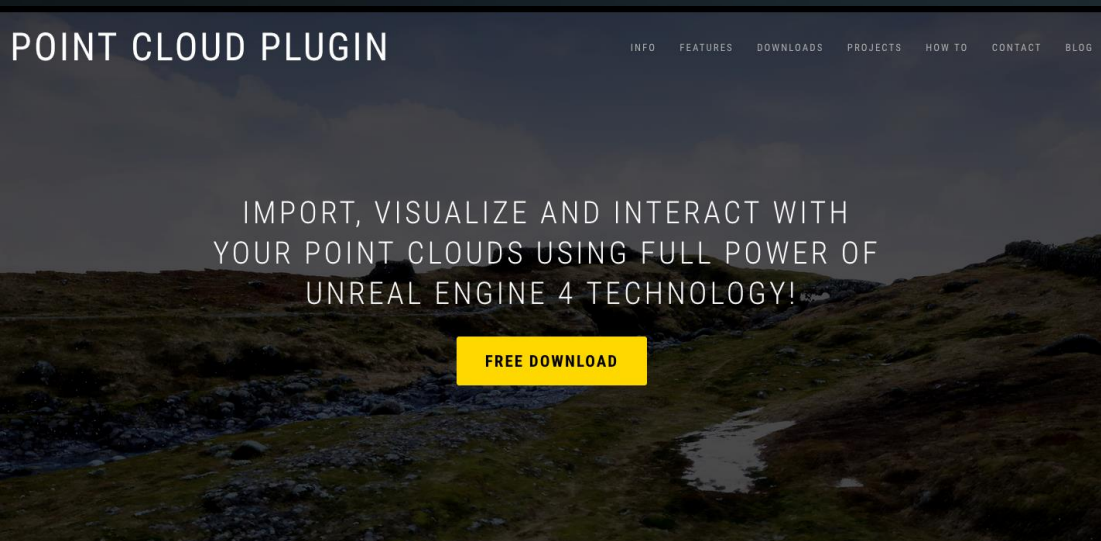 POINT CLOUD PLUGIN
INFO FEATURES DOWNLOADS PROJECTS HOW TO CONTACT BLOG
IMPORT, VISUALIZE AND INTERACT WITH
YOUR POINT CLOUDS USING FULL POWER OF
UNREAL ENGINE 4 TECHNOLOGY!
FREE DOWNLOAD